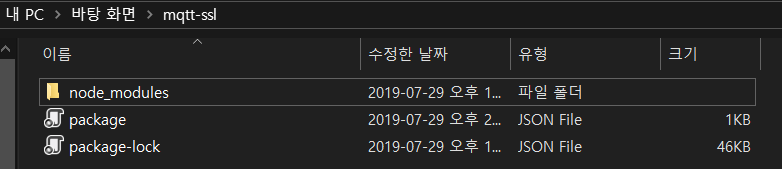 내 PC > 바탕 화면 > mqtt-ssl
이름 수정한 날짜 유형 크기
node_modules 2019-07-29 오후 1... 파일 폴더
package 2019-07-29 오후 2... JSON File 1KB
package-lock 2019-07-29 오후 1... JSON File 46KB